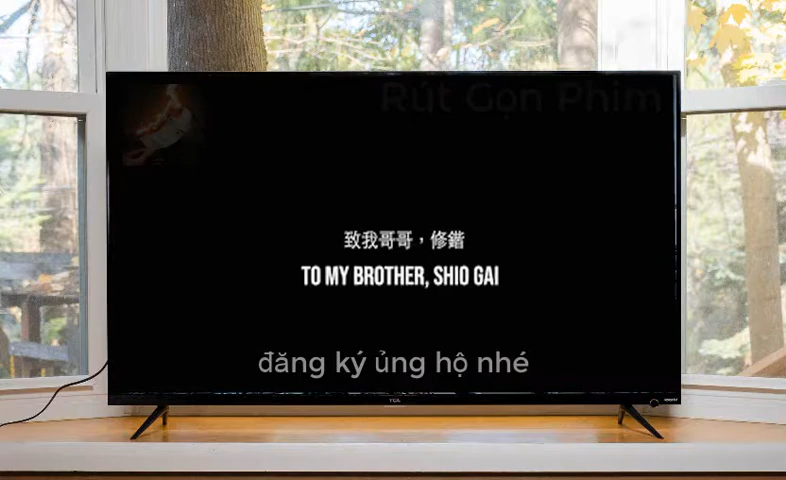 Rút Gọn Phim
致我哥哥，修鍇
TO MY BROTHER, SHIO GAI
đăng ký ủng hộ nhé
TCL